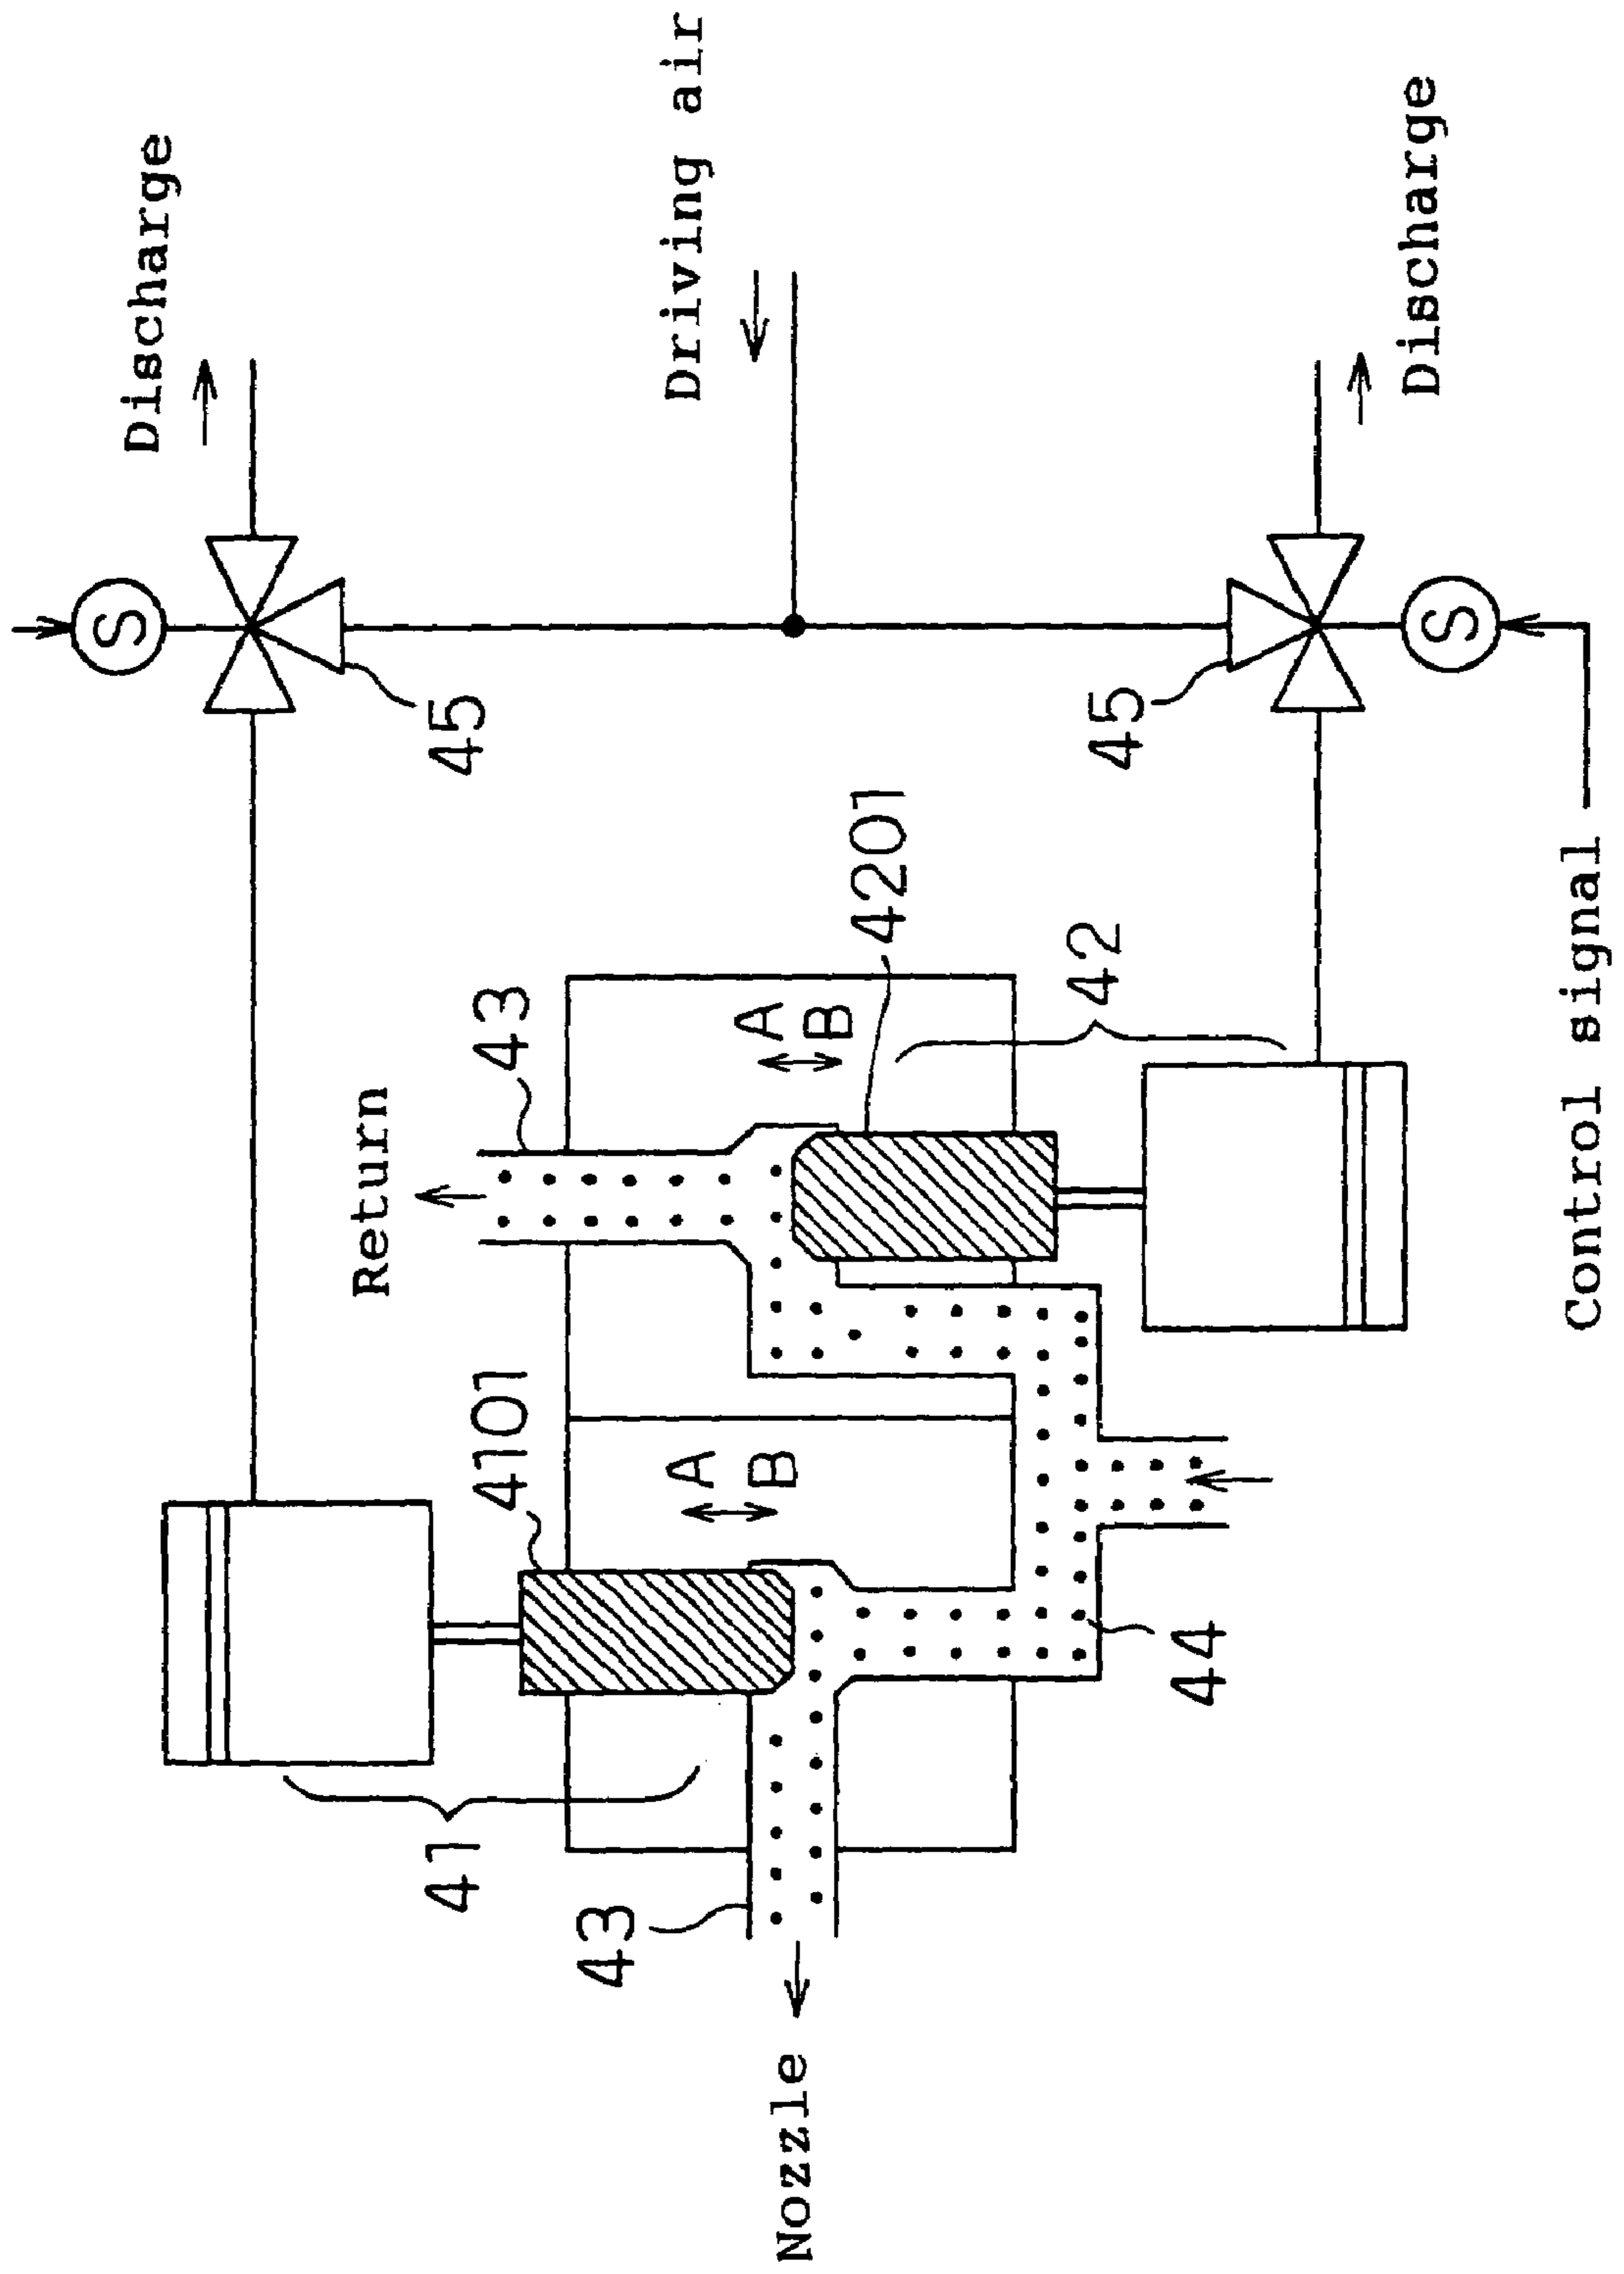 Discharge
S
45
Driving air
Discharge
S
45
4201
42
43
A
B
Return
4101
A
B
41
43
44
Nozzle
Control signal